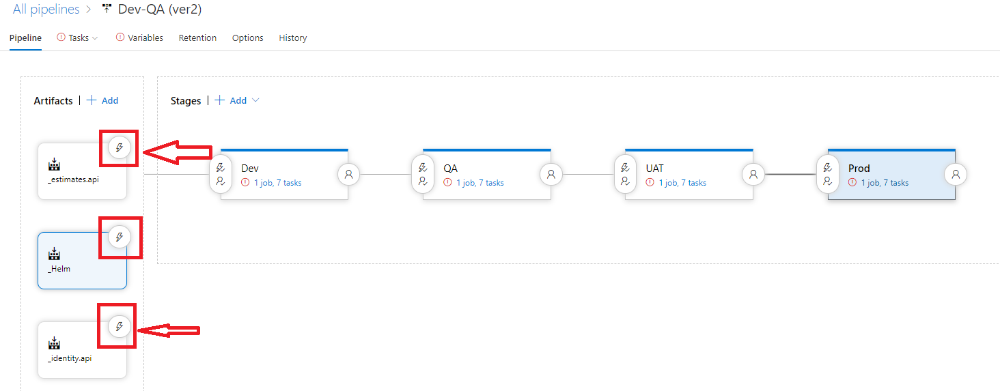 All pipelines > Dev-QA (ver2)
Pipeline Tasks Variables Retention Options History
Artifacts | + Add
Stages | + Add
_estimates.api
Dev
1 job, 7 tasks
QA
1 job, 7 tasks
UAT
1 job, 7 tasks
Prod
1 job, 7 tasks
_Helm
_identity.api